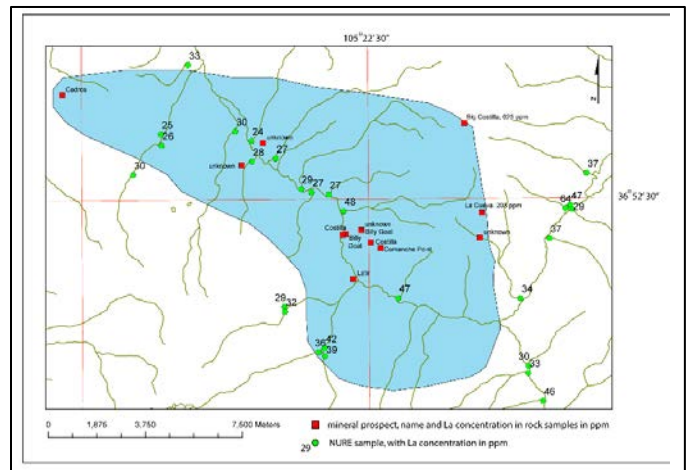 105°22'30"
33
Cedros
Big Costilla, 609 ppm
25
26
30
30
24
unknown
unknown
28
27
29
27
27
37
36°52'30"
48
La Cueva, 203 ppm
64
47
29
unknown
37
Costilla
unknown
Billy Goat
Billy
Goat
Costilla
Comanche Point
47
34
32
36
42
39
30
33
46
0 1,875 3,750 7,500 Meters
mineral prospect, name and La concentration in rock samples in ppm
29 NURE sample, with La concentration in ppm